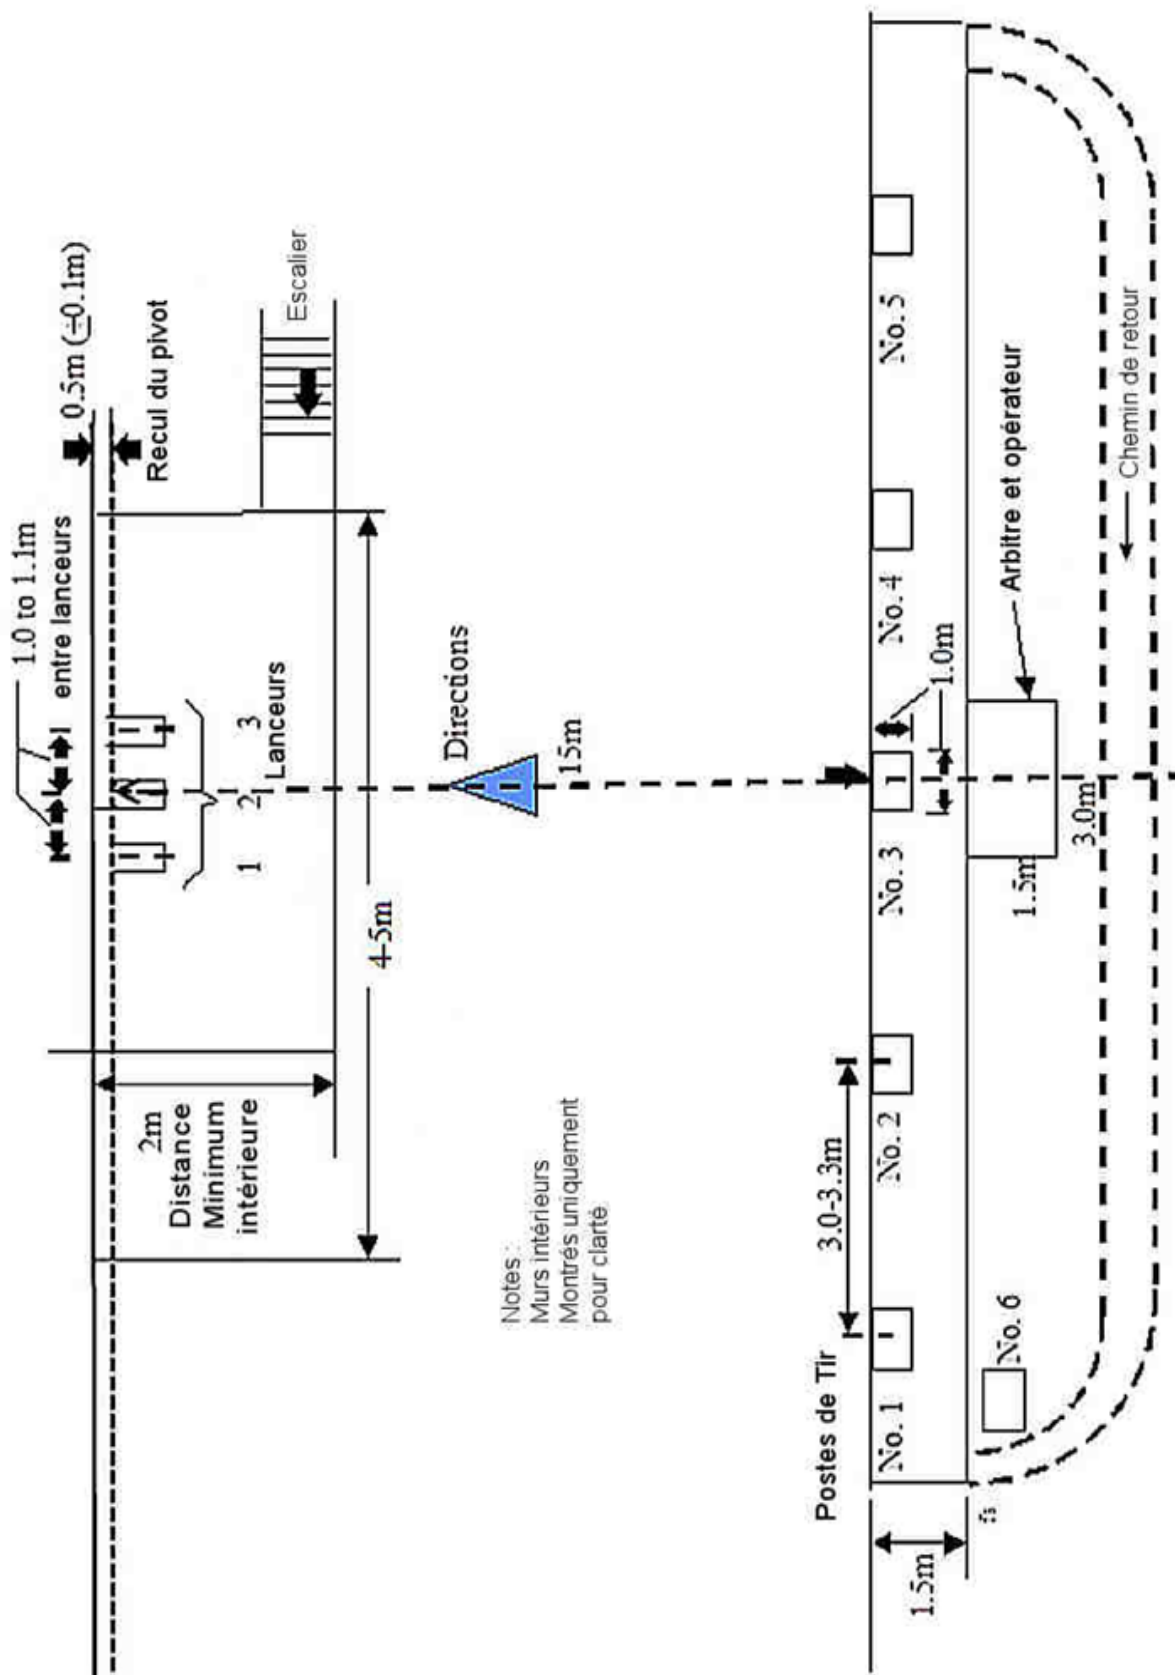 1.0 to 1.1m
entre lanceurs
0.5m (±0.1m)
Recul du pivot
1
2
3
Lanceurs
Escalier
2m
Distance
Minimum
intérieure
4-5m
Directions
15m
Notes :
Murs intérieurs
Montrés uniquement
pour clarté
Postes de Tir
3.0-3.3m
No. 1
No. 2
No. 3
No. 4
No. 5
1.0m
1.5m
No. 6
1.5m
3.0m
Arbitre et opérateur
Chemin de retour